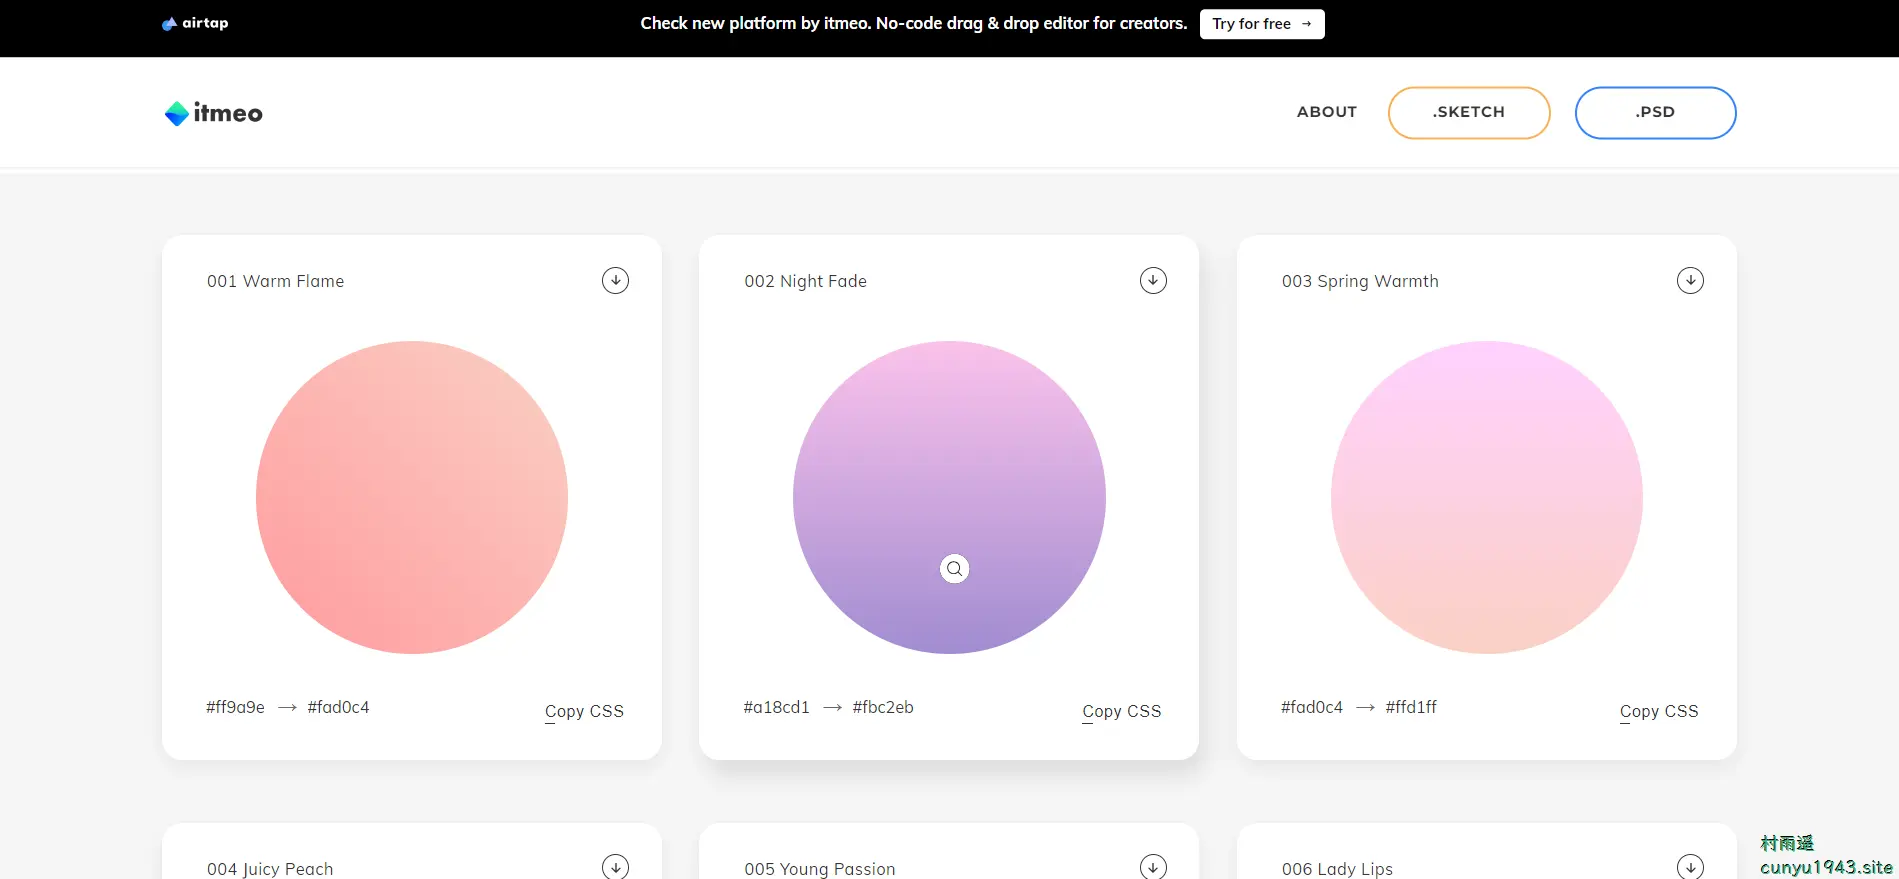 airtap
Check new platform by itmeo. No-code drag & drop editor for creators.
Try for free →
itmeo
ABOUT
.SKETCH
.PSD
001 Warm Flame
002 Night Fade
003 Spring Warmth
#ff9a9e → #fad0c4
Copy CSS
#a18cd1 → #fbc2eb
Copy CSS
#fad0c4 → #ffd1ff
Copy CSS
004 Juicy Peach
005 Young Passion
006 Lady Lips
村雨遥
cunyu1943.site